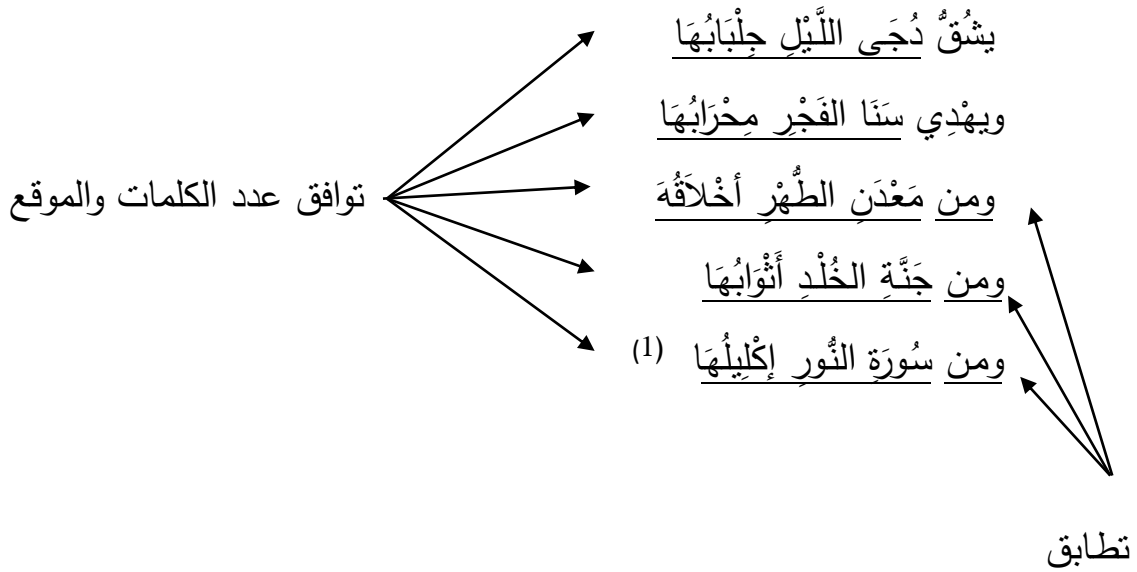 يشُقُّ دُجَى اللَّيْلِ جِلْبَابُهَا
ويهْدِي سَنَا الفَجْرِ مِحْرَابُهَا
ومن مَعْدَنِ الطُّهْرِ أخْلاَقُهَ
توافق عدد الكلمات والموقع
ومن جَنَّةِ الخُلْدِ أَثْوَابُهَا
ومن سُورَةِ النُّورِ إكْلِيلُهَا (1)
تطابق